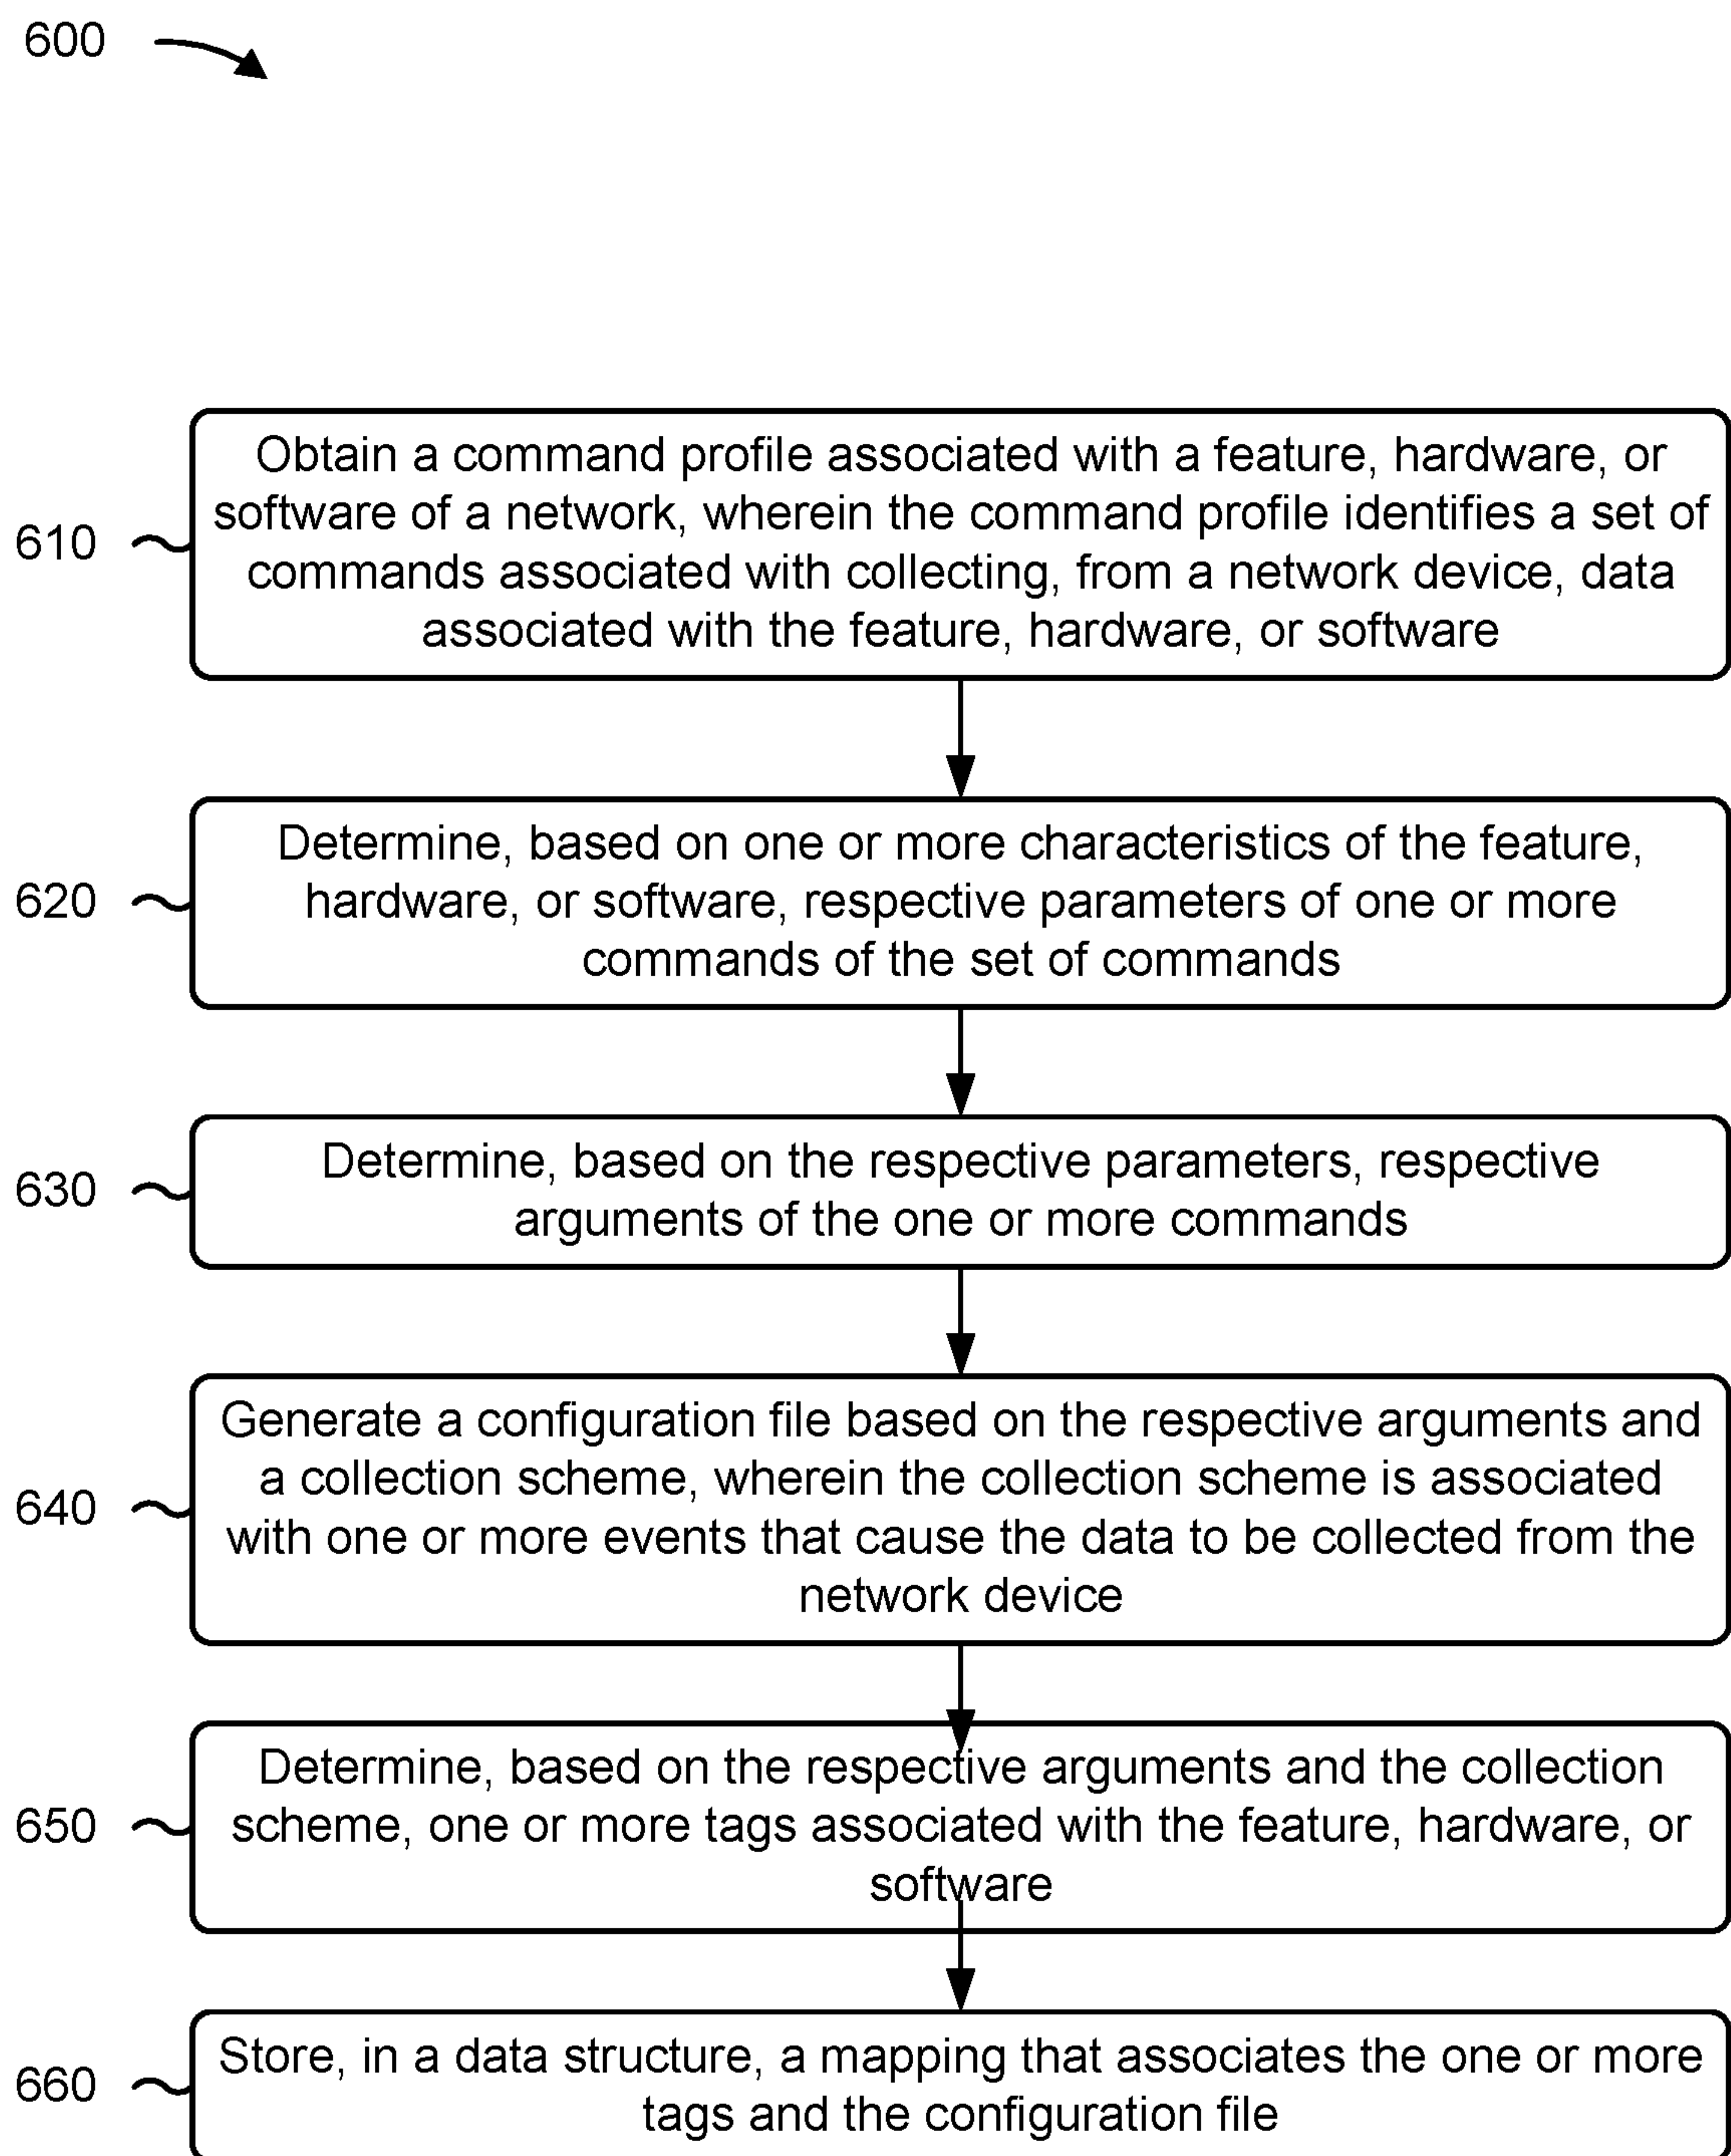 600
Obtain a command profile associated with a feature, hardware, or
software of a network, wherein the command profile identifies a set of
commands associated with collecting, from a network device, data
associated with the feature, hardware, or software
610
Determine, based on one or more characteristics of the feature,
hardware, or software, respective parameters of one or more
commands of the set of commands
620
Determine, based on the respective parameters, respective
arguments of the one or more commands
630
Generate a configuration file based on the respective arguments and
a collection scheme, wherein the collection scheme is associated
with one or more events that cause the data to be collected from the
network device
640
Determine, based on the respective arguments and the collection
scheme, one or more tags associated with the feature, hardware, or
software
650
Store, in a data structure, a mapping that associates the one or more
tags and the configuration file
660